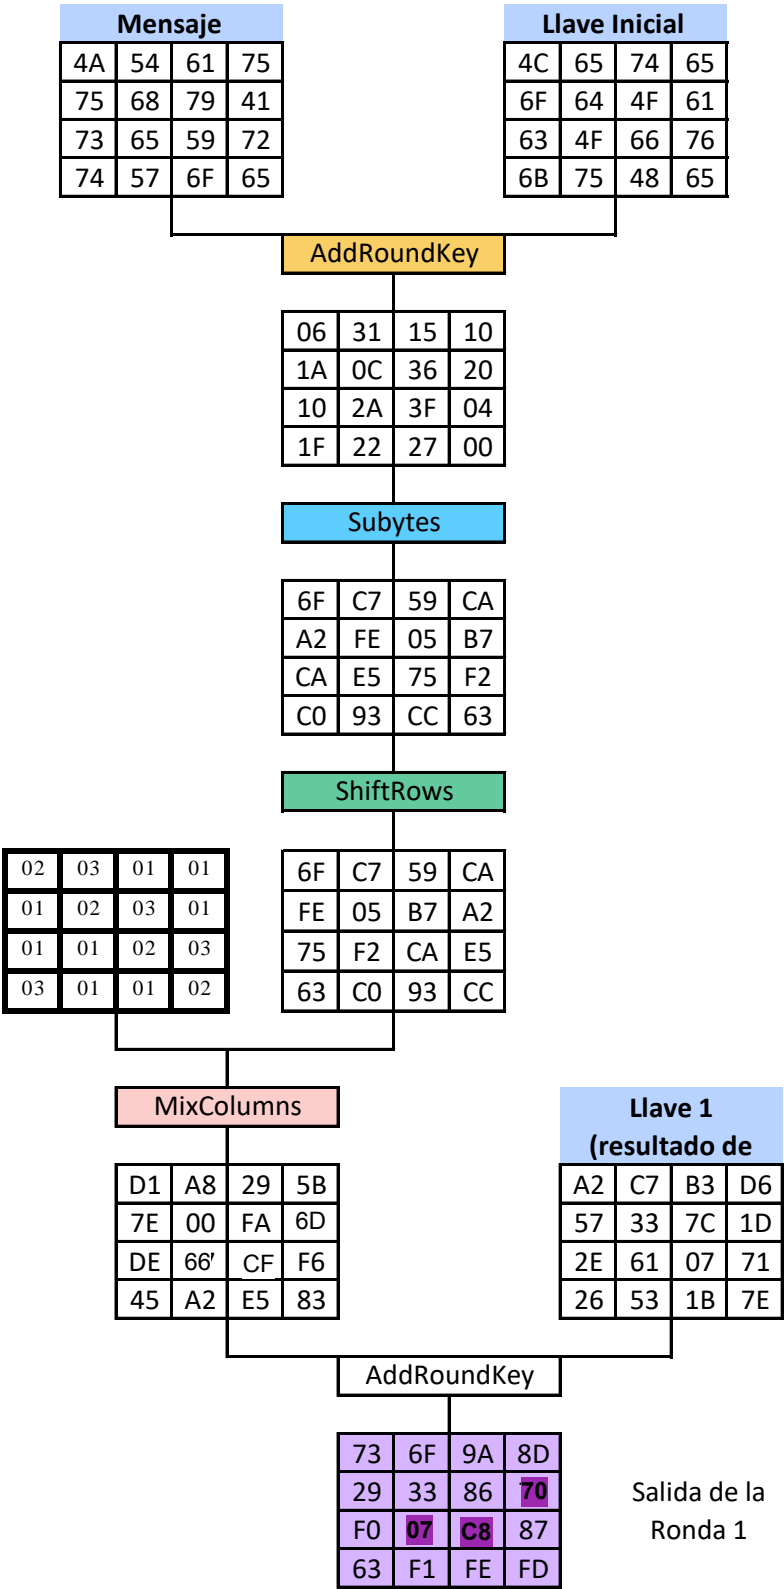 Mensaje
Llave Inicial
4A 54 61 75
4C 65 74 65
75 68 79 41
6F 64 4F 61
73 65 59 72
63 4F 66 76
74 57 6F 65
6B 75 48 65
AddRoundKey
06 31 15 10
1A 0C 36 20
10 2A 3F 04
1F 22 27 00
Subytes
6F C7 59 CA
A2 FE 05 B7
CA E5 75 F2
C0 93 CC 63
ShiftRows
02 03 01 01
01 02 03 01
01 01 02 03
03 01 01 02
6F C7 59 CA
FE 05 B7 A2
75 F2 CA E5
63 C0 93 CC
MixColumns
Llave 1
(resultado de
D1 A8 29 5B
7E 00 FA 6D
DE 66' CF F6
45 A2 E5 83
A2 C7 B3 D6
57 33 7C 1D
2E 61 07 71
26 53 1B 7E
AddRoundKey
73 6F 9A 8D
29 33 86 70
F0 07 C8 87
63 F1 FE FD
Salida de la
Ronda 1